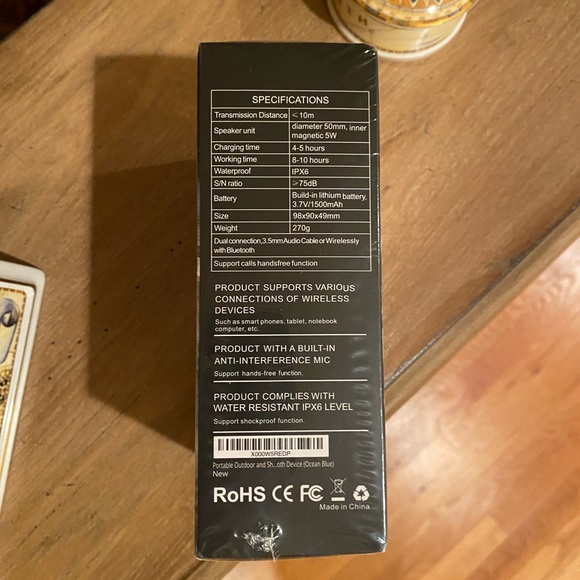 SPECIFICATIONS
Transmission Distance ＜10m
Speaker unit diameter 50mm, inner magnetic 5W
Charging time 4-5 hours
Working time 8-10 hours
Waterproof IPX6
S/N ratio ≥75dB
Battery Build-in lithium battery, 3.7V/1500mAh
Size 98x90x49mm
Weight 270g
Dual connection,3.5mm Audio Cable or Wirelessly
with Bluetooth
Support calls handsfree function
PRODUCT SUPPORTS VARIOUS
CONNECTIONS OF WIRELESS
DEVICES
Such as smart phones, tablet, notebook
computer, etc.
PRODUCT WITH A BUILT-IN
ANTI-INTERFERENCE MIC
Support hands-free function.
PRODUCT COMPLIES WITH
WATER RESISTANT IPX6 LEVEL
Support shockproof function.
X000W5REDP
Portable Outdoor and Sh...oth Device (Ocean Blue)
New
RoHS CE FC
Made in China